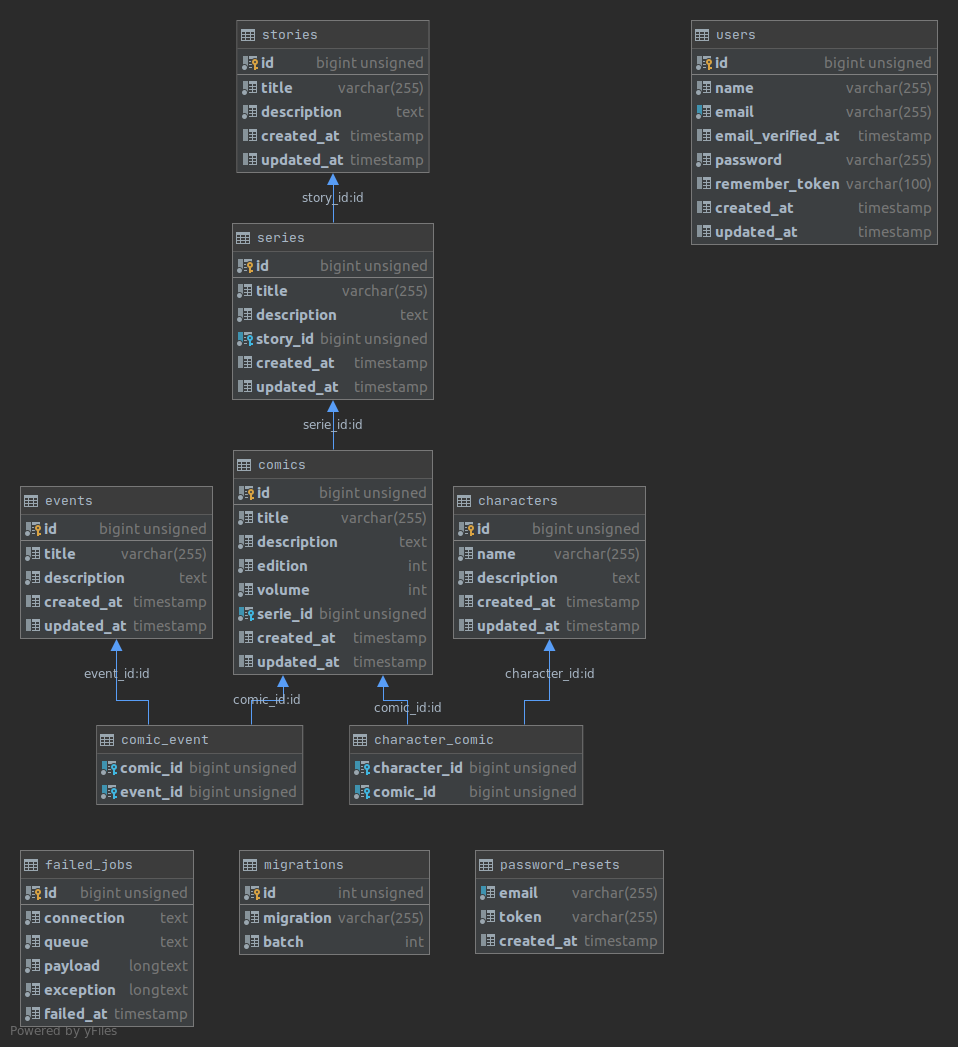 stories
id bigint unsigned
title varchar(255)
description text
created_at timestamp
updated_at timestamp
users
id bigint unsigned
name varchar(255)
email varchar(255)
email_verified_at timestamp
password varchar(255)
remember_token varchar(100)
created_at timestamp
updated_at timestamp
story_id:id
series
id bigint unsigned
title varchar(255)
description text
story_id bigint unsigned
created_at timestamp
updated_at timestamp
serie_id:id
comics
id bigint unsigned
title varchar(255)
description text
edition int
volume int
serie_id bigint unsigned
created_at timestamp
updated_at timestamp
events
id bigint unsigned
title varchar(255)
description text
created_at timestamp
updated_at timestamp
characters
id bigint unsigned
name varchar(255)
description text
created_at timestamp
updated_at timestamp
event_id:id
comic_id:id
comic_id:id
character_id:id
comic_event
comic_id bigint unsigned
event_id bigint unsigned
character_comic
character_id bigint unsigned
comic_id bigint unsigned
failed_jobs
id bigint unsigned
connection text
queue text
payload longtext
exception longtext
failed_at timestamp
migrations
id int unsigned
migration varchar(255)
batch int
password_resets
email varchar(255)
token varchar(255)
created_at timestamp
Powered by yFiles